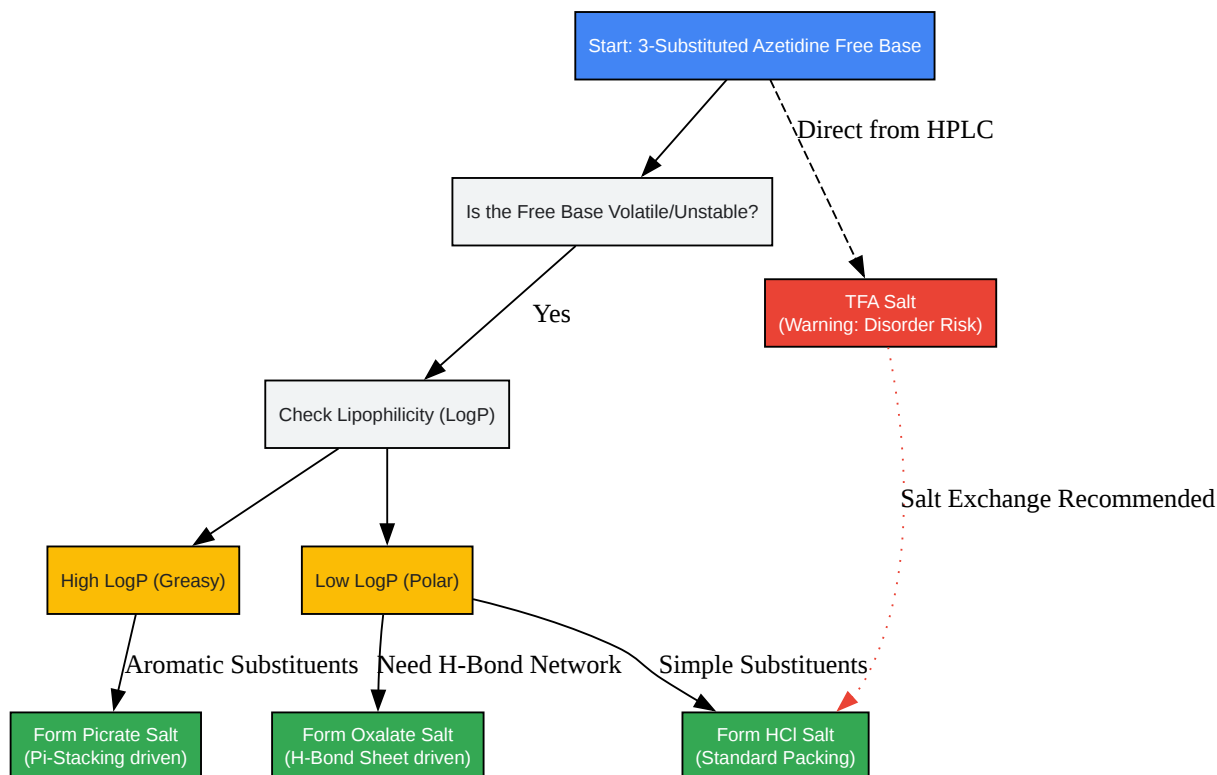 Start: 3-Substituted Azetidine Free Base
Direct from HPLC
Is the Free Base Volatile/Unstable?
TFA Salt
(Warning: Disorder Risk)
Yes
Check Lipophilicity (LogP)
Salt Exchange Recommended
High LogP (Greasy)
Low LogP (Polar)
Aromatic Substituents
Need H-Bond Network
Simple Substituents
Form Picrate Salt
(Pi-Stacking driven)
Form Oxalate Salt
(H-Bond Sheet driven)
Form HCl Salt
(Standard Packing)